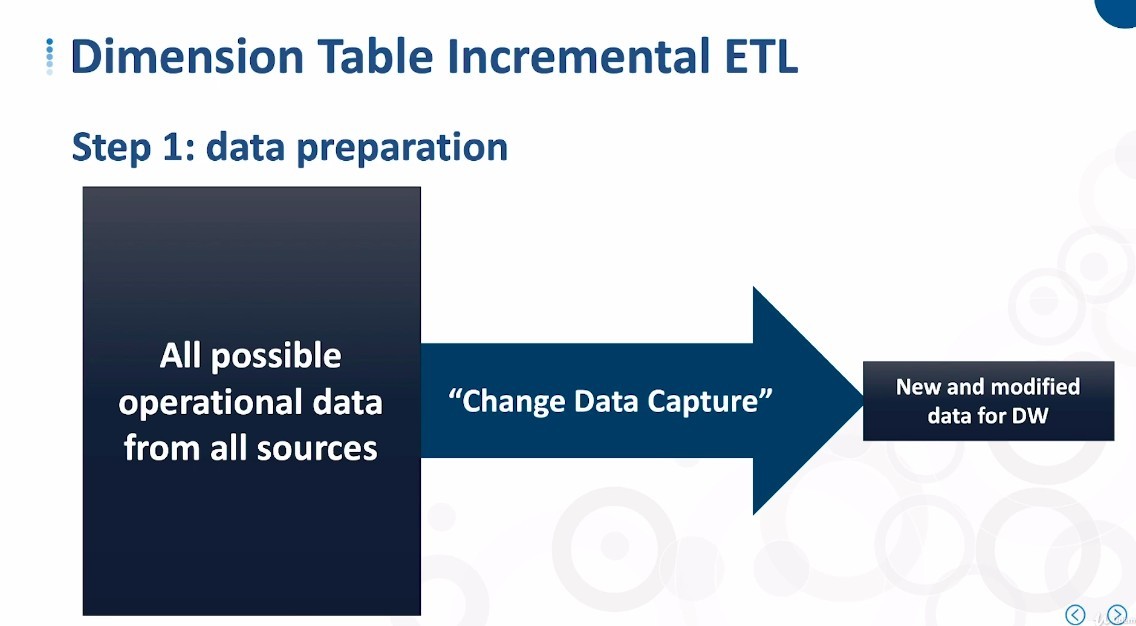 Dimension Table Incremental ETL
Step 1: data preparation
All possible
operational data
from all sources
“Change Data Capture”
New and modified
data for DW